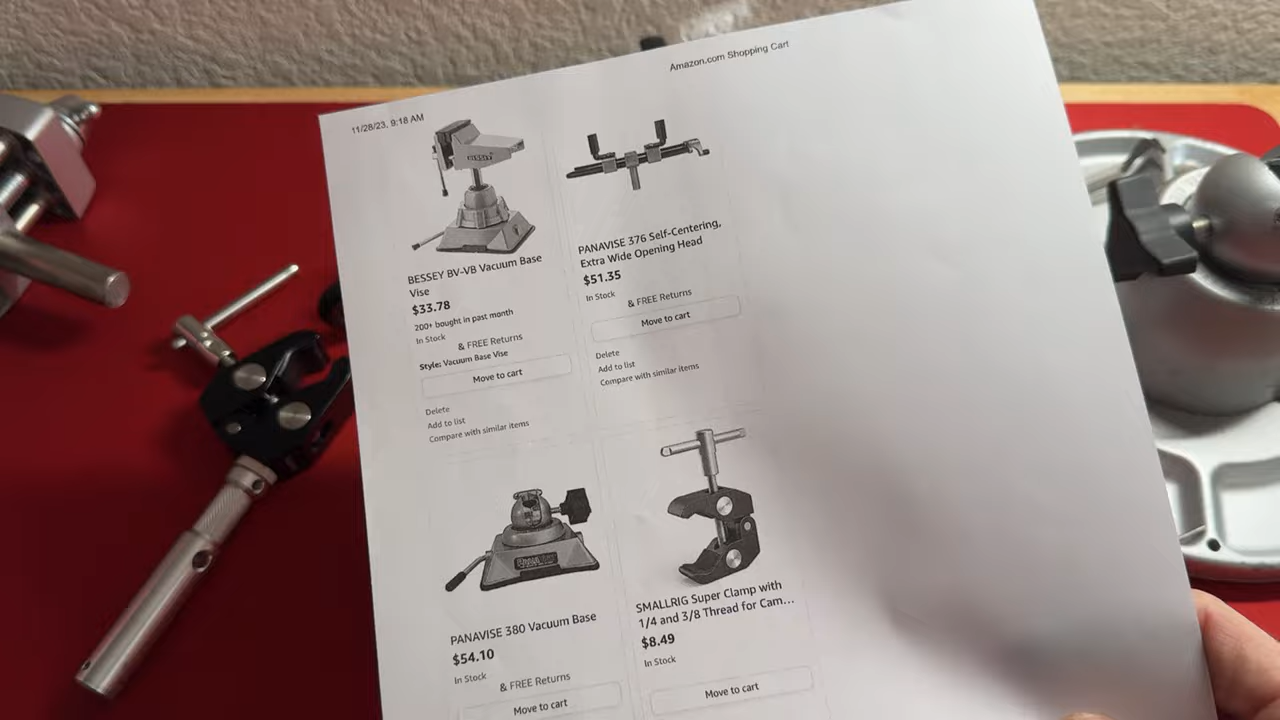 Amazon.com Shopping Cart
11/28/23, 9:18 AM
BESSEY
BESSEY BV-VB Vacuum Base
Vise
$33.78
200+ bought in past month
In Stock
& FREE Returns
Style: Vacuum Base Vise
Move to cart
Delete
Add to list
Compare with similar items
PANAVISE 376 Self-Centering,
Extra Wide Opening Head
$51.35
In Stock
& FREE Returns
Move to cart
Delete
Add to list
Compare with similar items
PANAVISE 380 Vacuum Base
$54.10
In Stock
& FREE Returns
Move to cart
SMALLRIG Super Clamp with
1/4 and 3/8 Thread for Cam...
$8.49
In Stock
Move to cart